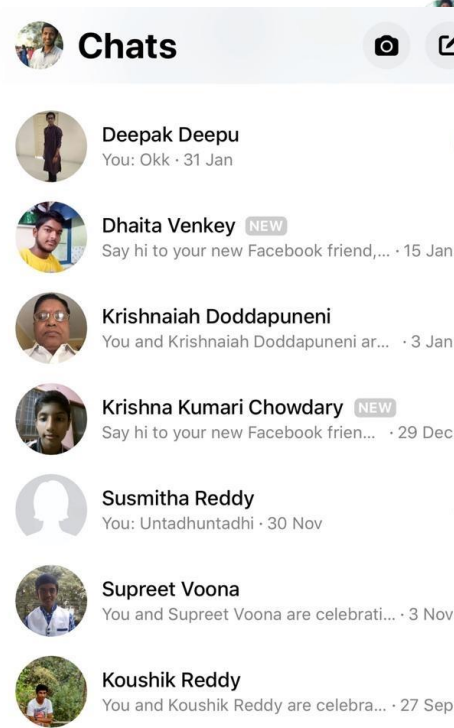 Chats
Deepak Deepu
You: Okk · 31 Jan
Dhaita Venkey NEW
Say hi to your new Facebook friend,... · 15 Jan
Krishnaiah Doddapuneni
You and Krishnaiah Doddapuneni ar... · 3 Jan
Krishna Kumari Chowdary NEW
Say hi to your new Facebook frien... · 29 Dec
Susmitha Reddy
You: Untadhuntadhi · 30 Nov
Supreet Voona
You and Supreet Voona are celebrati... · 3 Nov
Koushik Reddy
You and Koushik Reddy are celebra... · 27 Sep